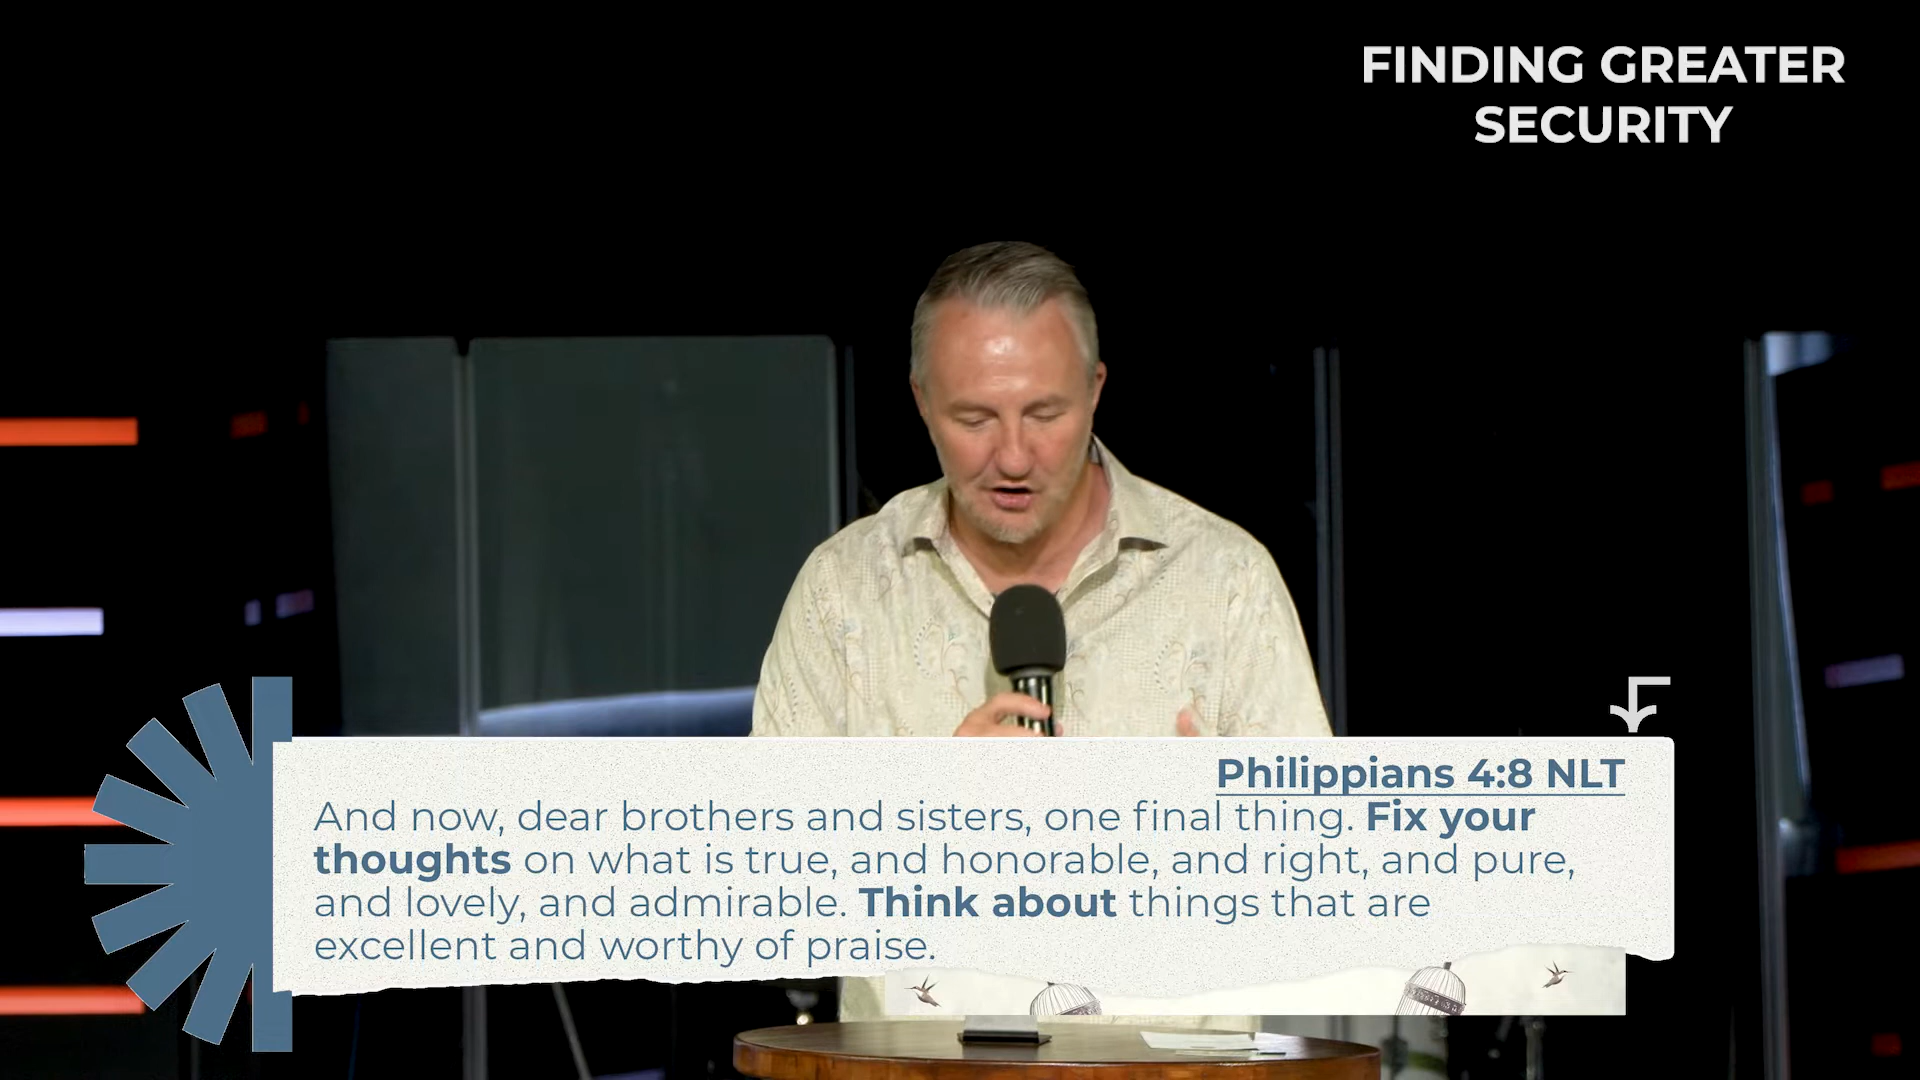 FINDING GREATER
SECURITY
Philippians 4:8 NLT
And now, dear brothers and sisters, one final thing. Fix your
thoughts on what is true, and honorable, and right, and pure,
and lovely, and admirable. Think about things that are
excellent and worthy of praise.